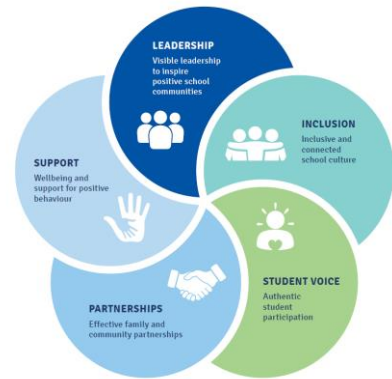 LEADERSHIP
Visible leadership
to inspire
positive school
communities
INCLUSION
Inclusive and
connected
school culture
STUDENT VOICE
Authentic
student
participation
PARTNERSHIPS
Effective family and
community partnerships
SUPPORT
Wellbeing and
support for positive
behaviour